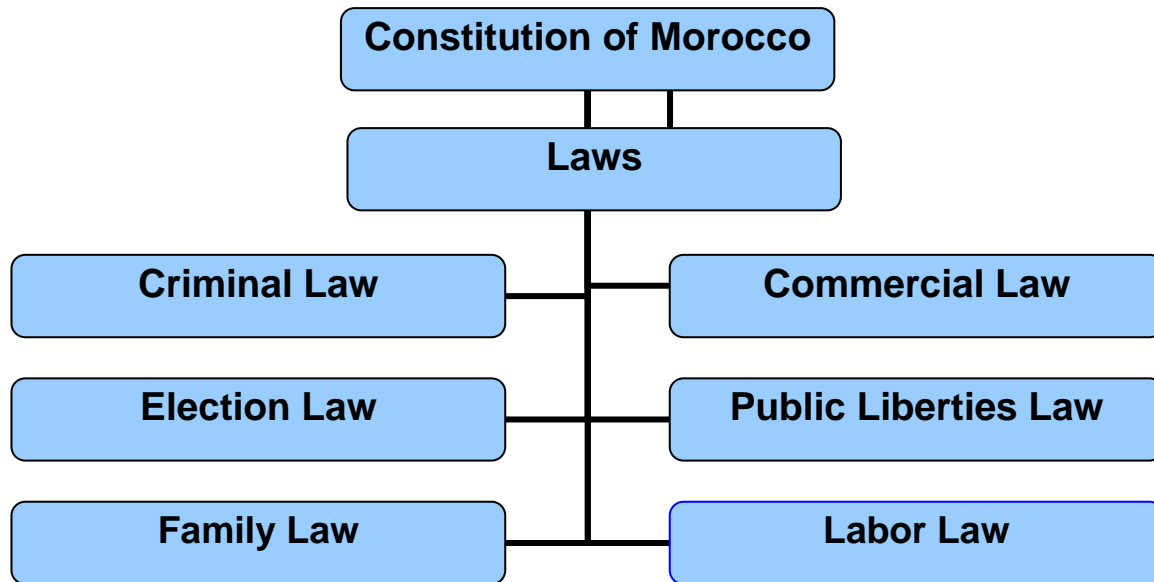 Constitution of Morocco
Laws
Criminal Law
Commercial Law
Election Law
Public Liberties Law
Family Law
Labor Law